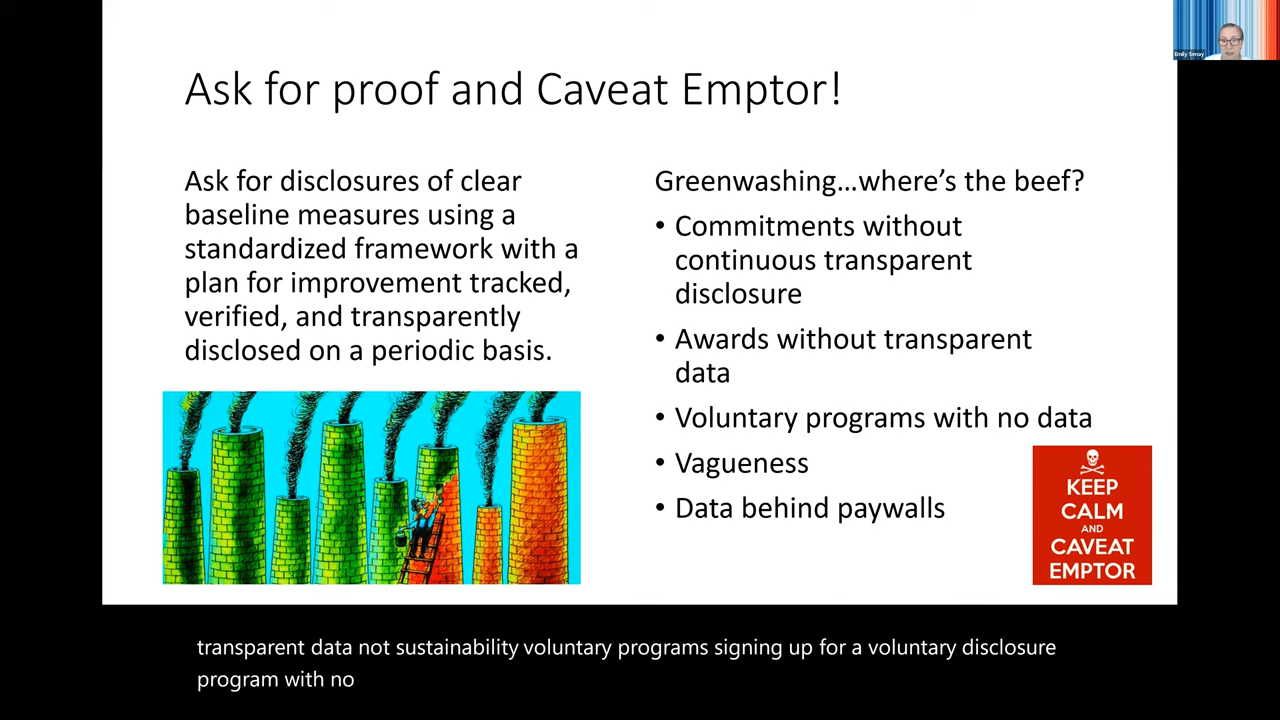 Ask for proof and Caveat Emptor!
Ask for disclosures of clear
baseline measures using a
standardized framework with a
plan for improvement tracked,
verified, and transparently
disclosed on a periodic basis.
Greenwashing…where’s the beef?
• Commitments without
continuous transparent
disclosure
• Awards without transparent
data
• Voluntary programs with no data
• Vagueness
• Data behind paywalls
KEEP
CALM
AND
CAVEAT
EMPTOR
Emily Senay
transparent data not sustainability voluntary programs signing up for a voluntary disclosure
program with no